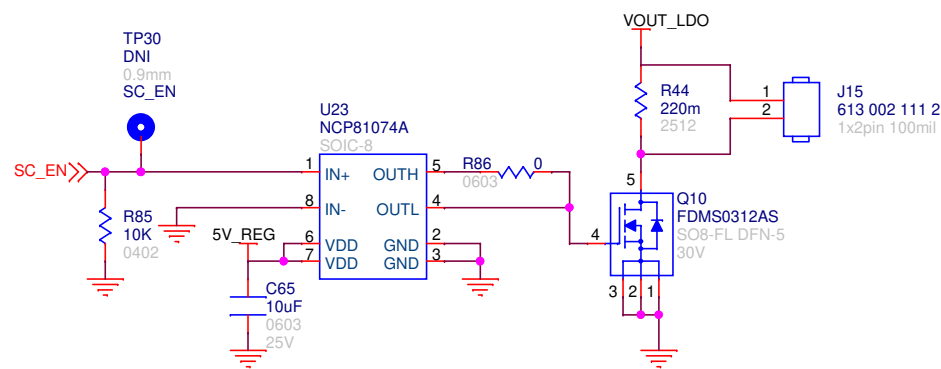 VOUT_LDO
TP30
DNI
0.9mm
SC_EN
U23
NCP81074A
SOIC-8
R44
220m
2512
1
2
J15
613 002 111 2
1x2pin 100mil
SC_EN
1
IN+
OUTH
5
R86
0
0603
8
IN-
OUTL
4
R85
10K
0402
5V_REG
6
VDD
GND
2
7
VDD
GND
3
5
Q10
FDMS0312AS
SO8-FL DFN-5
30V
4
3
2
1
C65
10uF
0603
25V